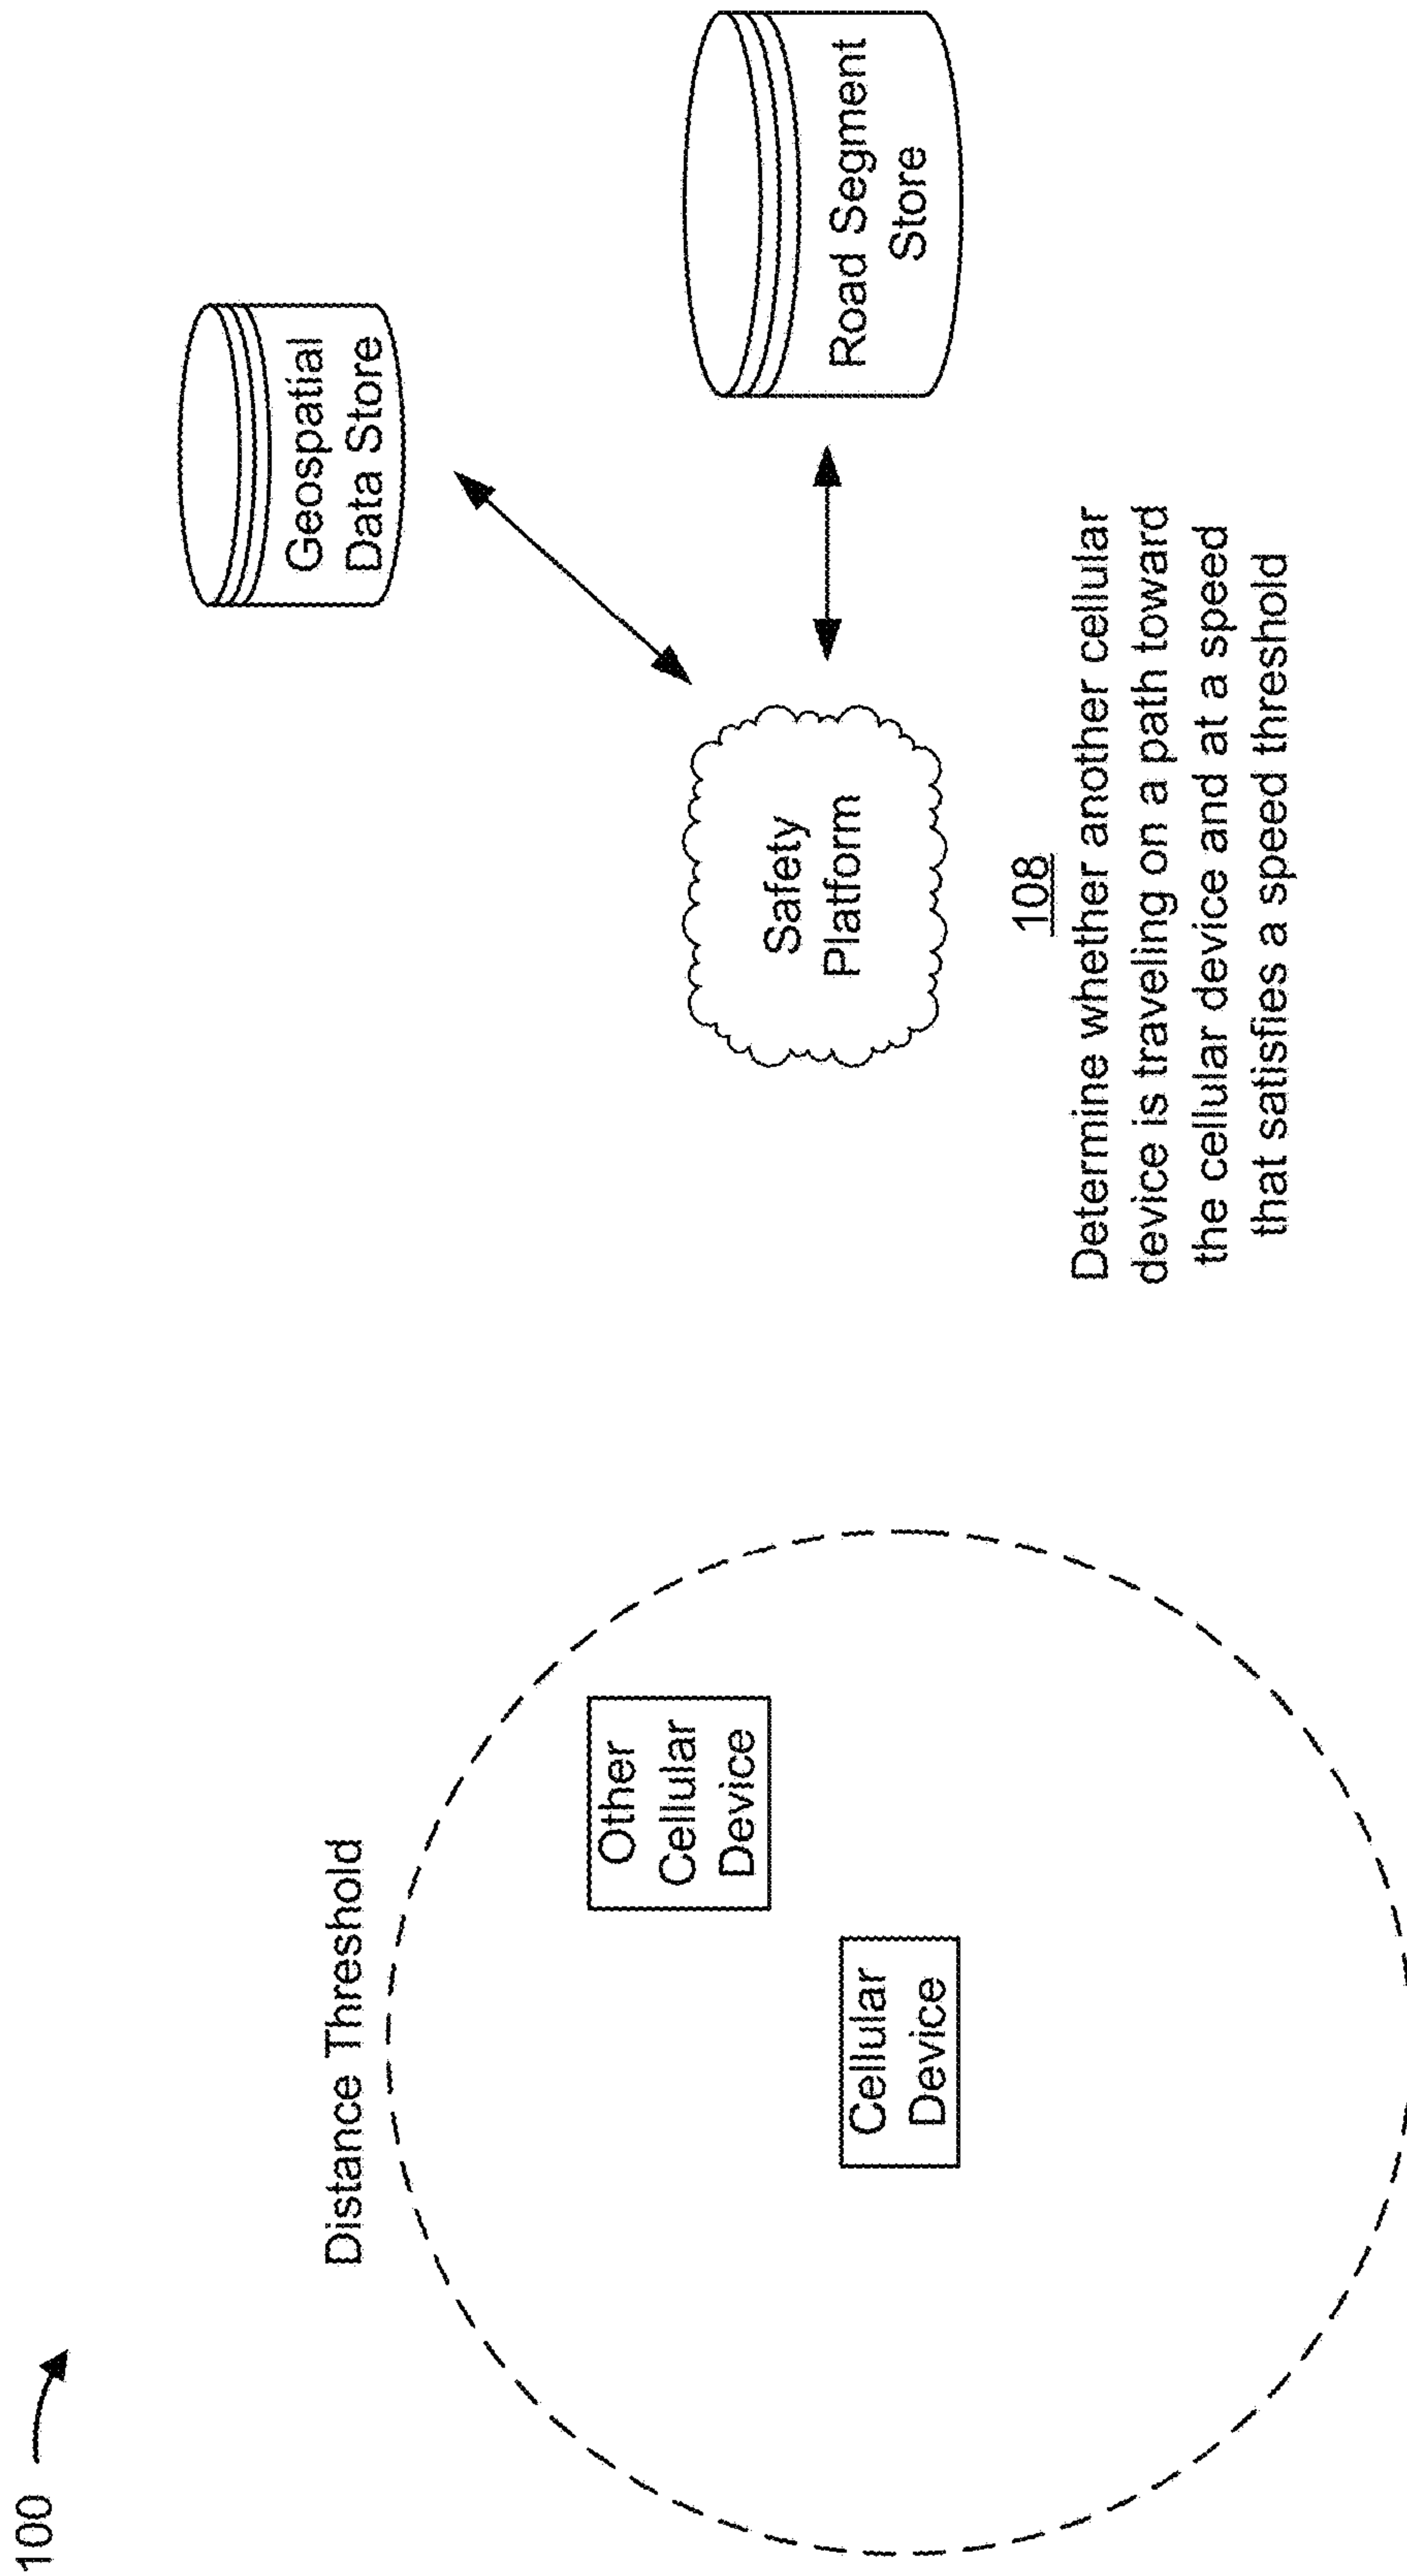 100
Distance Threshold
Other
Cellular
Device
Cellular
Device
Geospatial
Data Store
Safety
Platform
Road Segment
Store
108
Determine whether another cellular
device is traveling on a path toward
the cellular device and at a speed
that satisfies a speed threshold